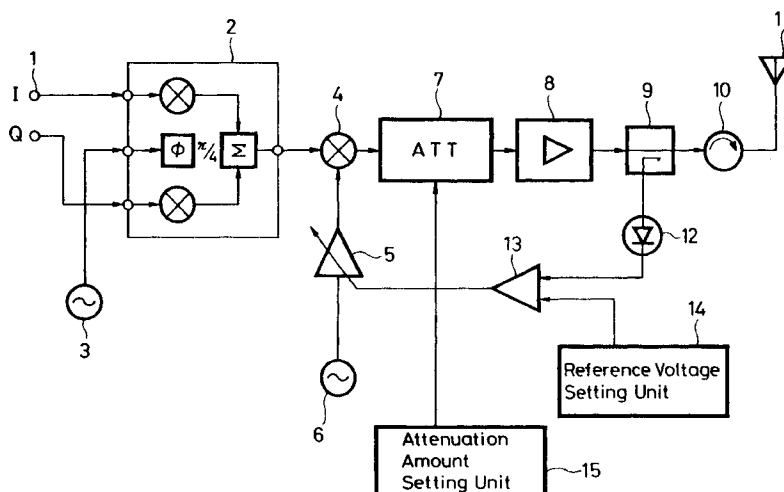 1
2
I
Q
Φ
π/4
Σ
3
4
5
6
7
ATT
8
9
10
1
12
13
14
Reference Voltage
Setting Unit
Attenuation
Amount
Setting Unit
15